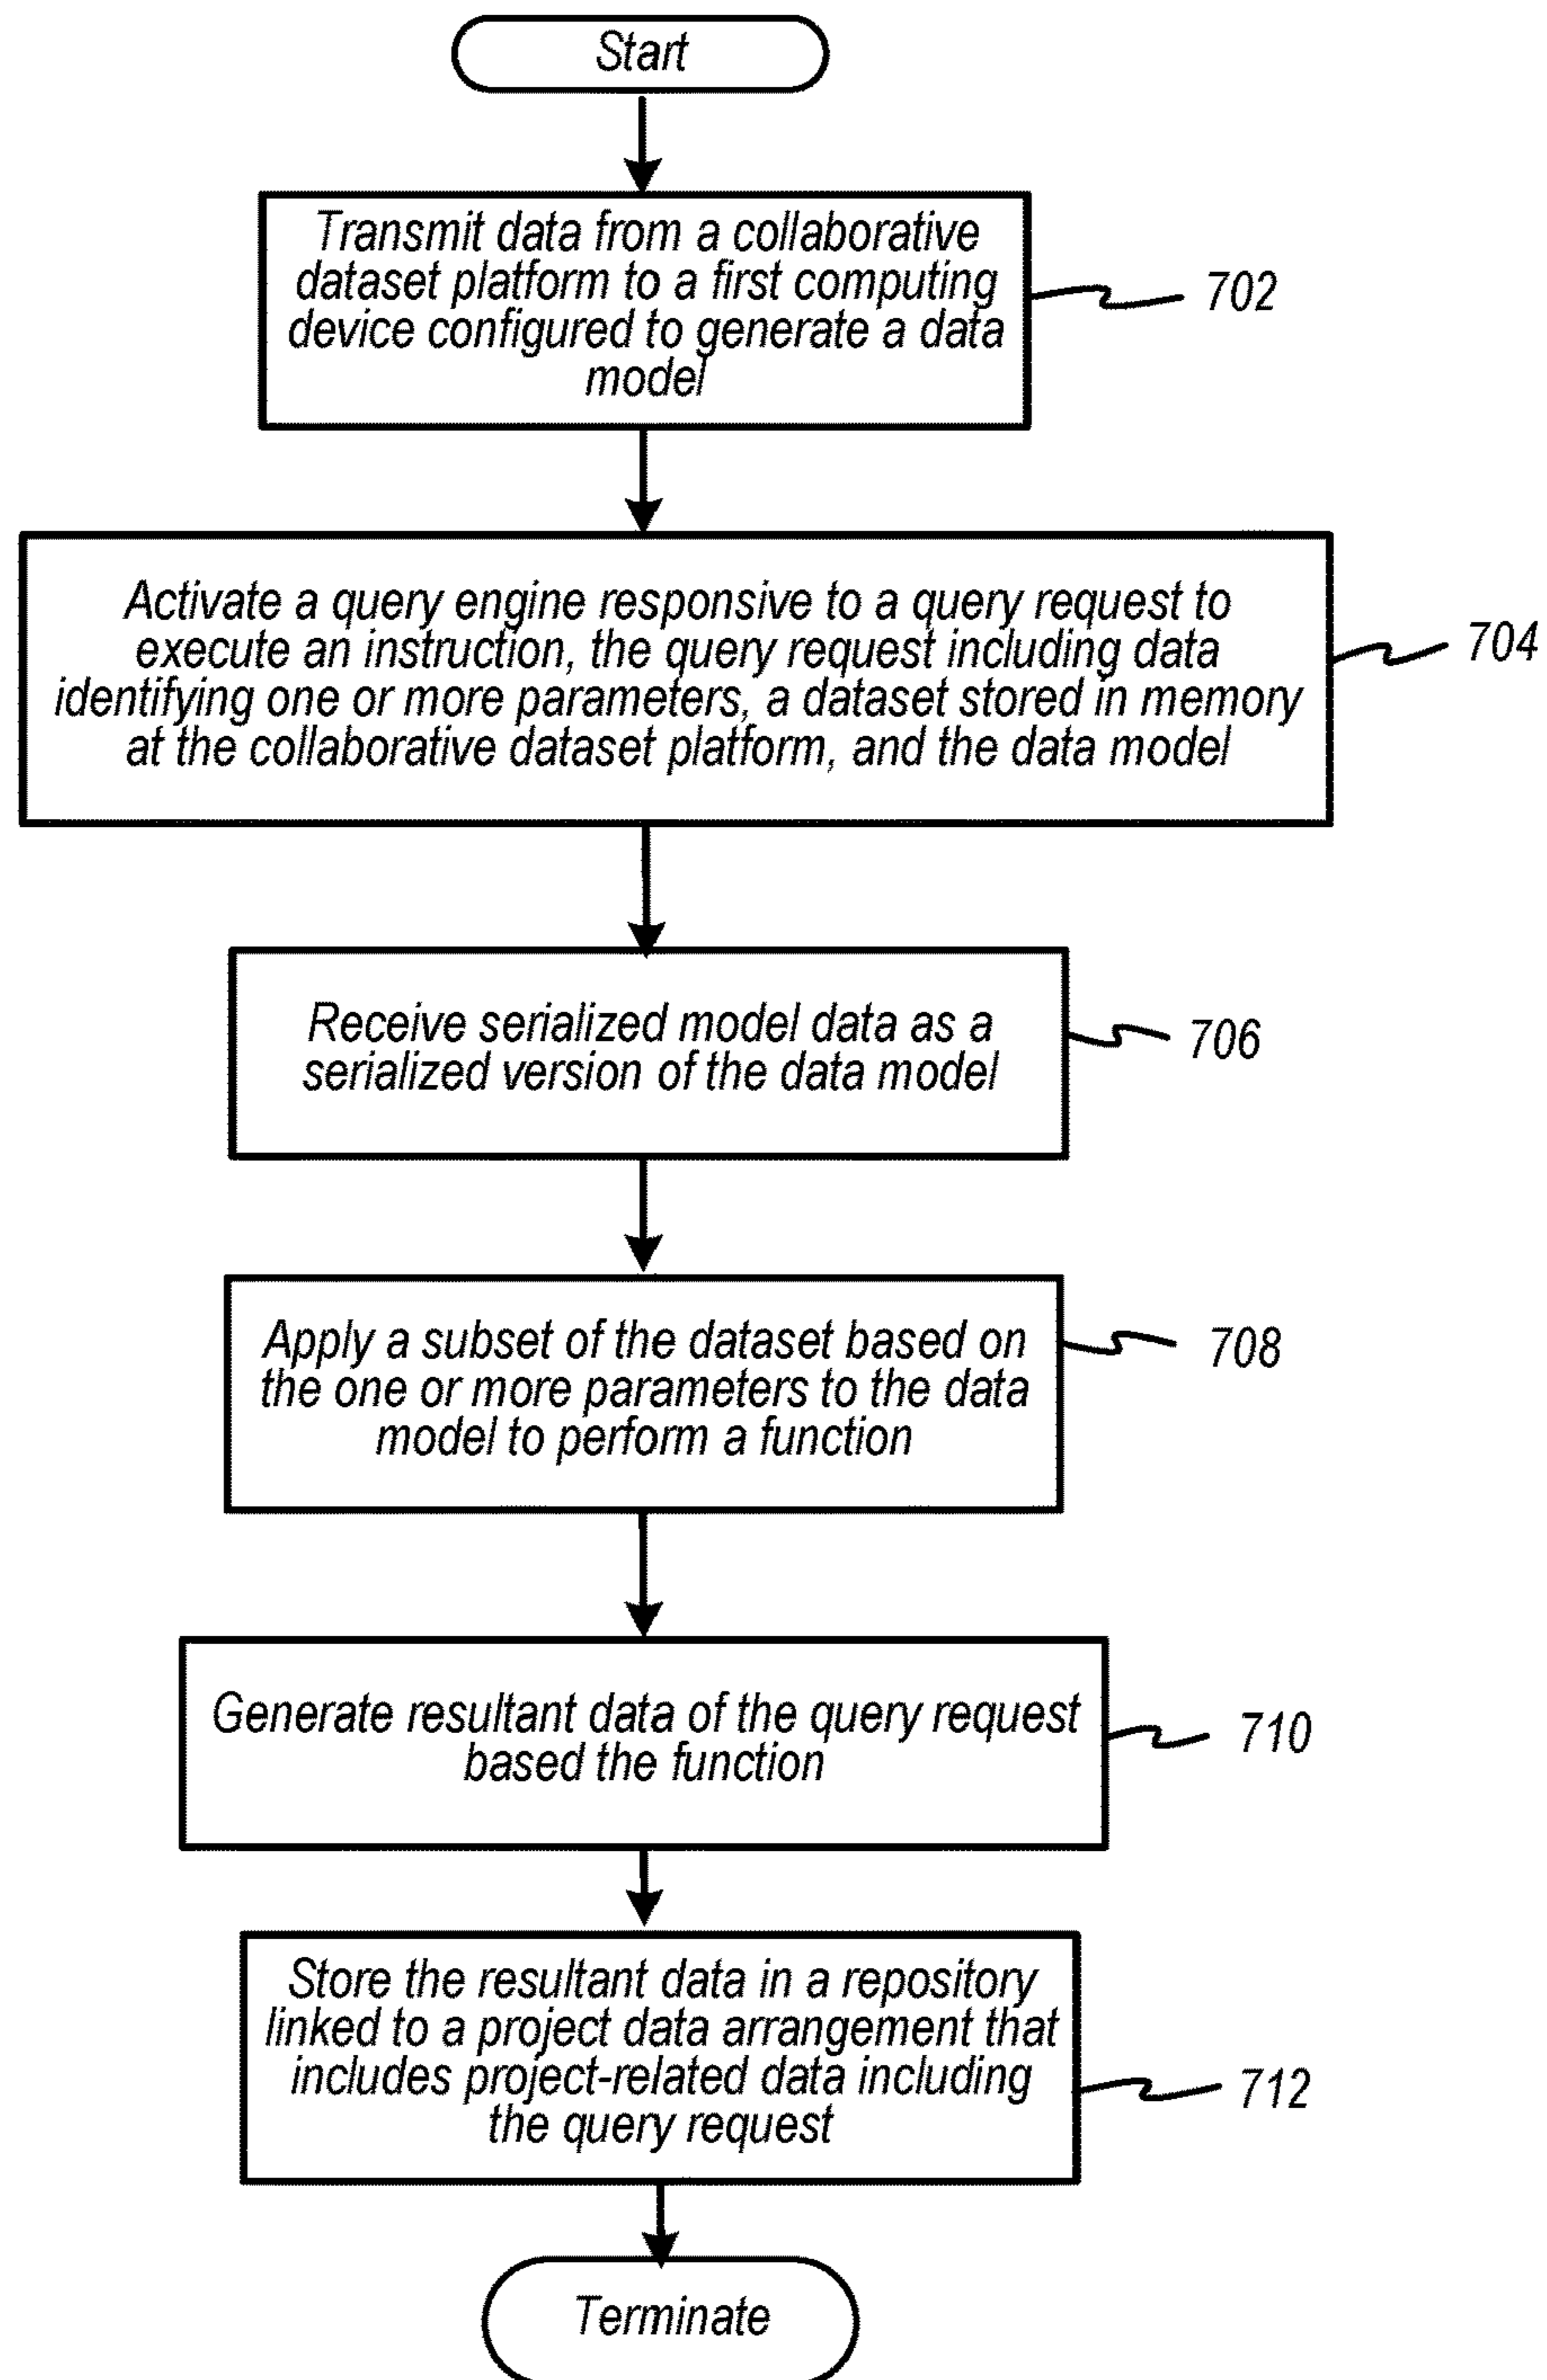 Start
Transmit data from a collaborative
dataset platform to a first computing
device configured to generate a data
model
702
Activate a query engine responsive to a query request to
execute an instruction, the query request including data
identifying one or more parameters, a dataset stored in memory
at the collaborative dataset platform, and the data model
704
Receive serialized model data as a
serialized version of the data model
706
Apply a subset of the dataset based on
the one or more parameters to the data
model to perform a function
708
Generate resultant data of the query request
based the function
710
Store the resultant data in a repository
linked to a project data arrangement that
includes project-related data including
the query request
712
Terminate